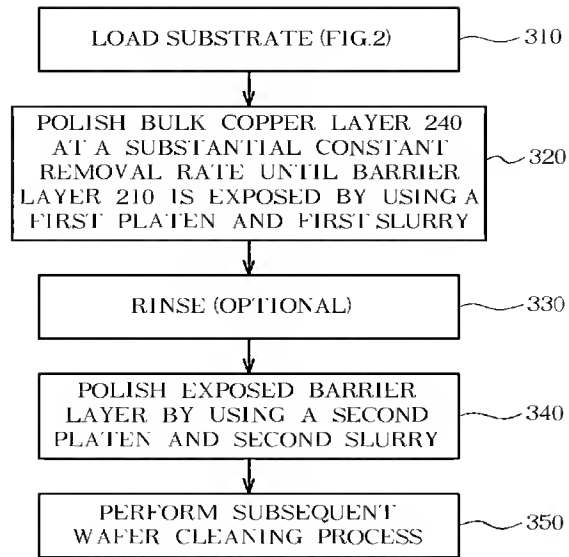 LOAD SUBSTRATE (FIG.2)
310
POLISH BULK COPPER LAYER 240
AT A SUBSTANTIAL CONSTANT
REMOVAL RATE UNTIL BARRIER
LAYER 210 IS EXPOSED BY USING A
FIRST PLATEN AND FIRST SLURRY
320
RINSE (OPTIONAL)
330
POLISH EXPOSED BARRIER
LAYER BY USING A SECOND
PLATEN AND SECOND SLURRY
340
PERFORM SUBSEQUENT
WAFER CLEANING PROCESS
350